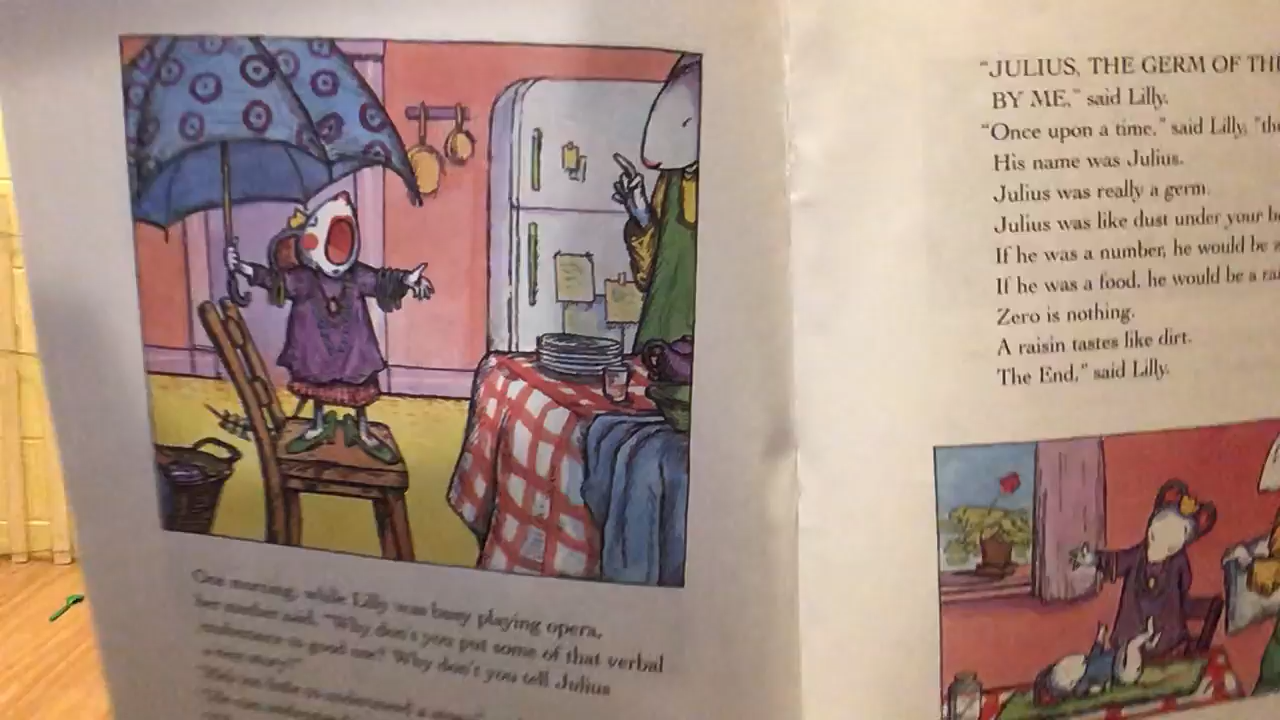 One morning, while Lilly was busy playing opera,
her mother said, "Why don't you put some of that verbal
exuberance to good use? Why don't you tell Julius
a nice story?"
"JULIUS, THE GERM OF THE
BY ME," said Lilly.
"Once upon a time," said Lilly, "the
His name was Julius.
Julius was really a germ.
Julius was like dust under your be
If he was a number, he would be z
If he was a food, he would be a rai
Zero is nothing.
A raisin tastes like dirt.
The End," said Lilly.